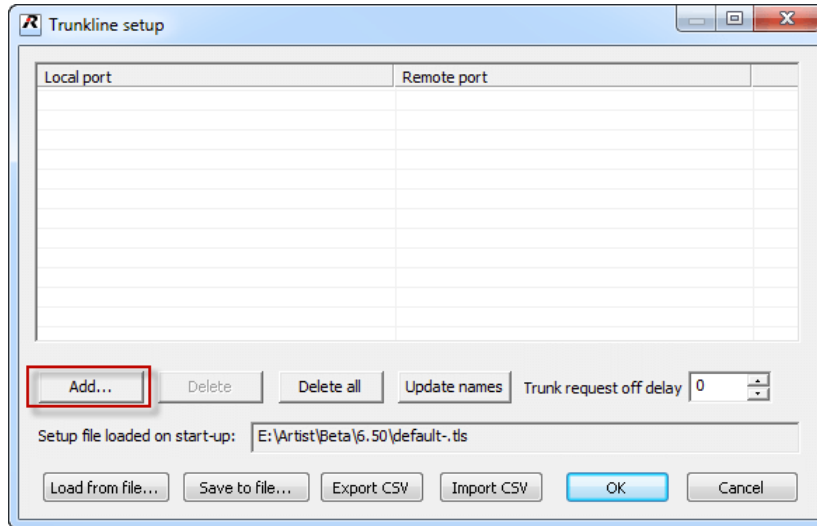 Trunkline setup
Local port Remote port
Add... Delete Delete all Update names Trunk request off delay 0
Setup file loaded on start-up: E:\Artist\Beta\6.50\default-.tls
Load from file... Save to file... Export CSV Import CSV OK Cancel